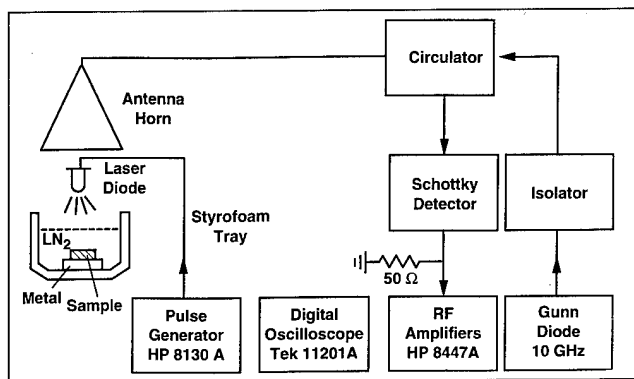 Circulator
Antenna
Horn
Laser
Diode
Schottky
Detector
Isolator
Styrofoam
Tray
LN2
50 Ω
Metal
Sample
Pulse
Generator
HP 8130 A
Digital
Oscilloscope
Tek 11201A
RF
Amplifiers
HP 8447A
Gunn
Diode
10 GHz